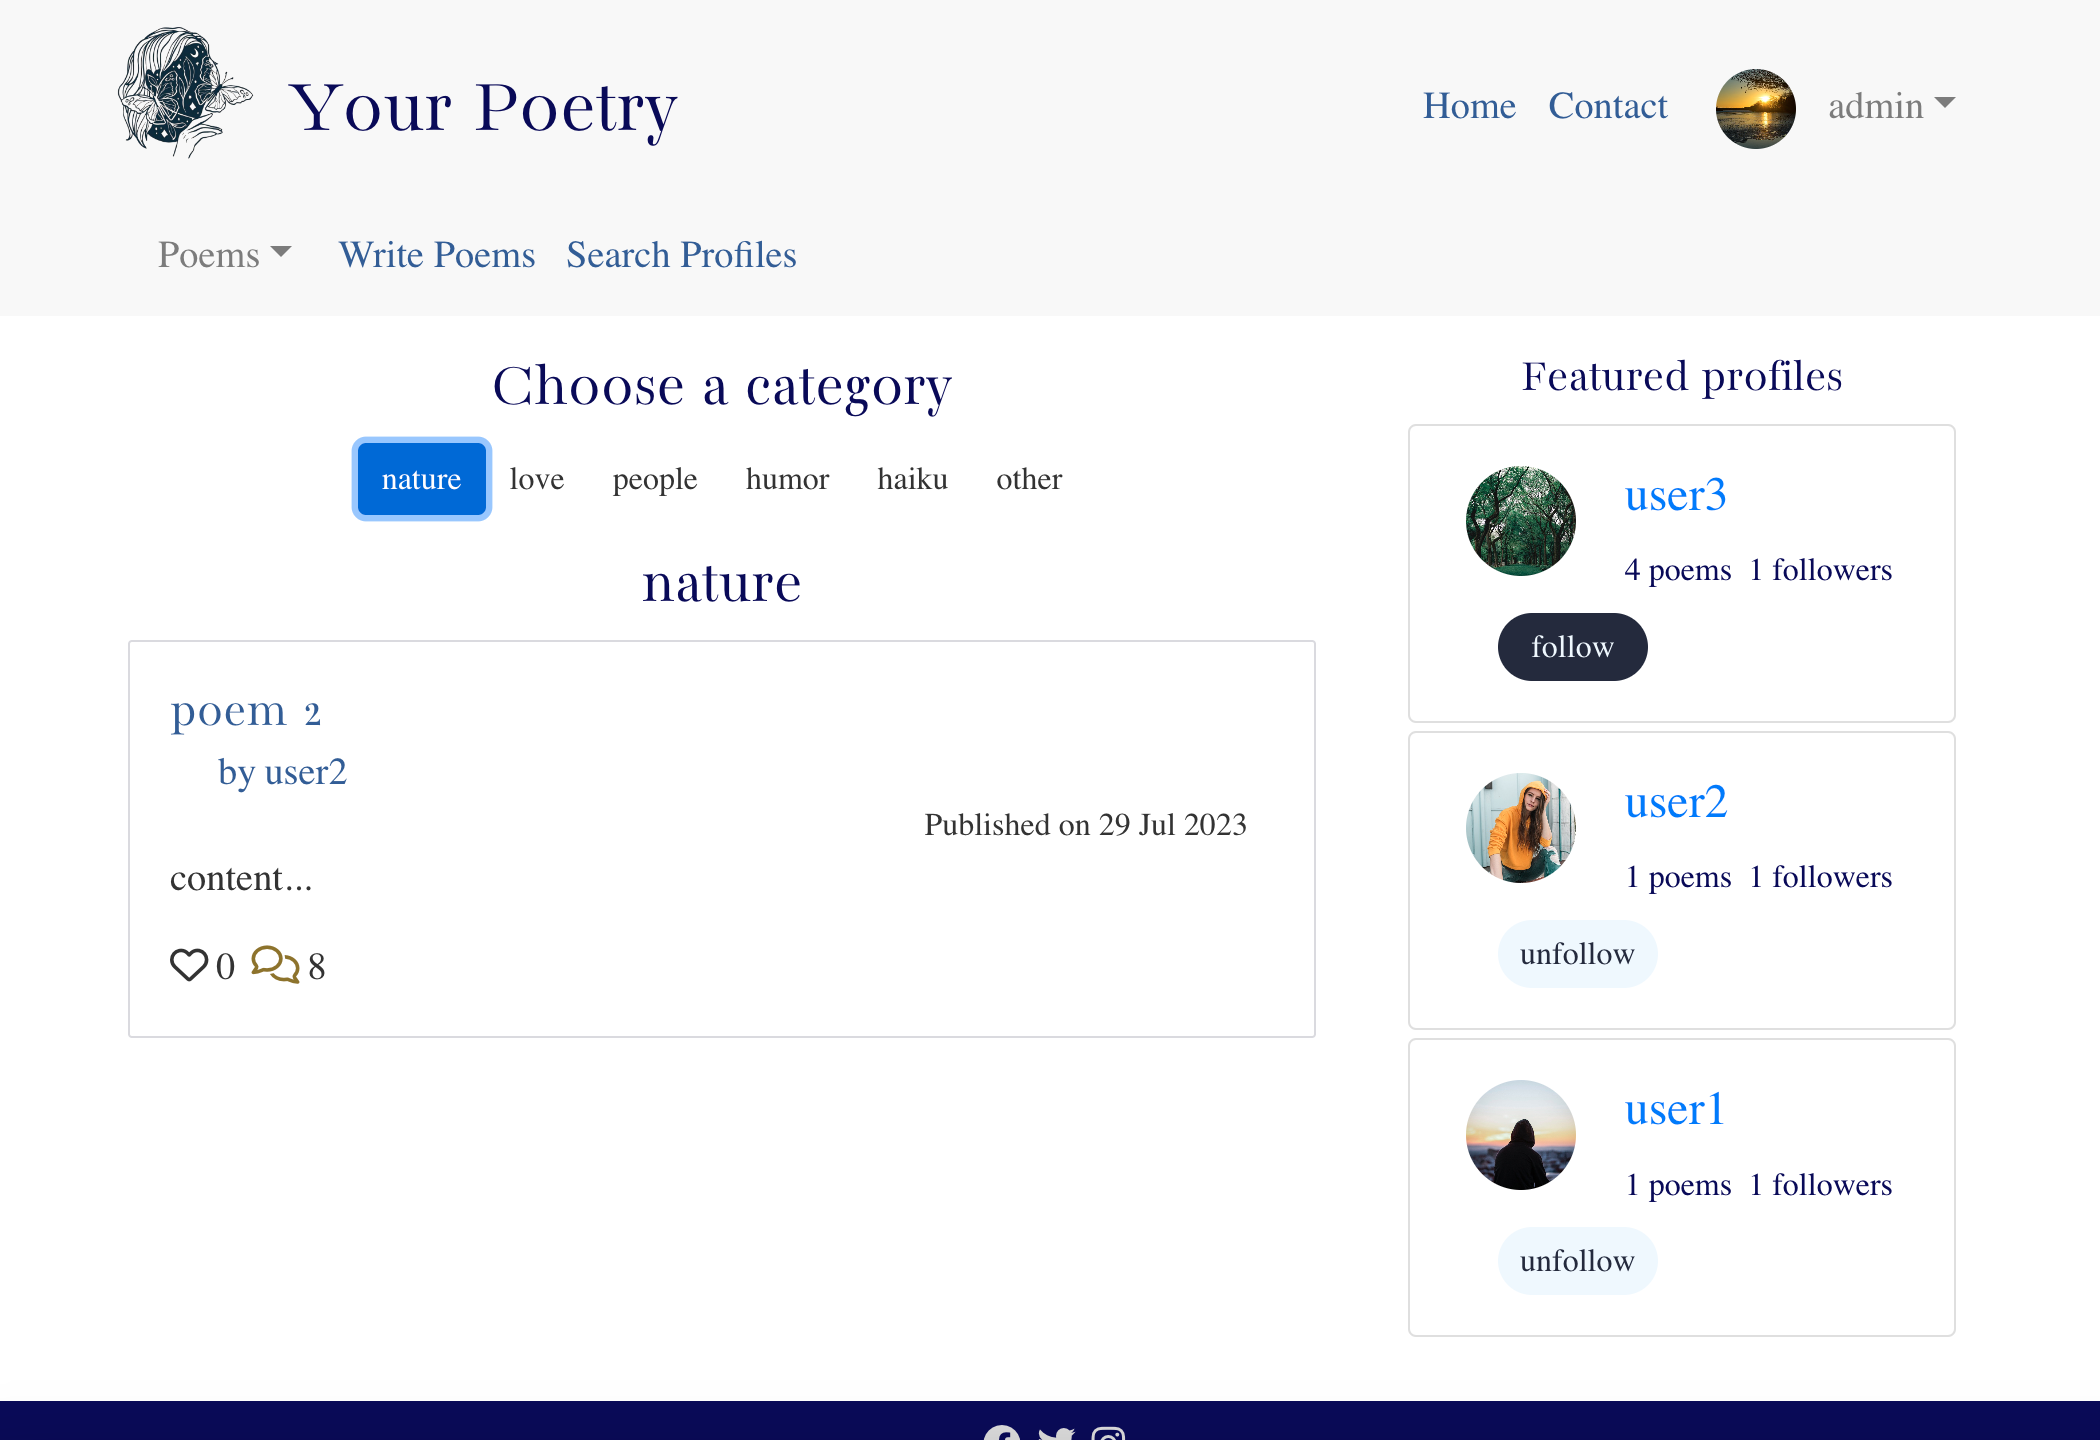 Your Poetry
Home Contact admin
Poems Write Poems Search Profiles
Choose a category
nature love people humor haiku other
nature
poem 2
by user2
Published on 29 Jul 2023
content...
0 8
Featured profiles
user3
4 poems 1 followers
follow
user2
1 poems 1 followers
unfollow
user1
1 poems 1 followers
unfollow